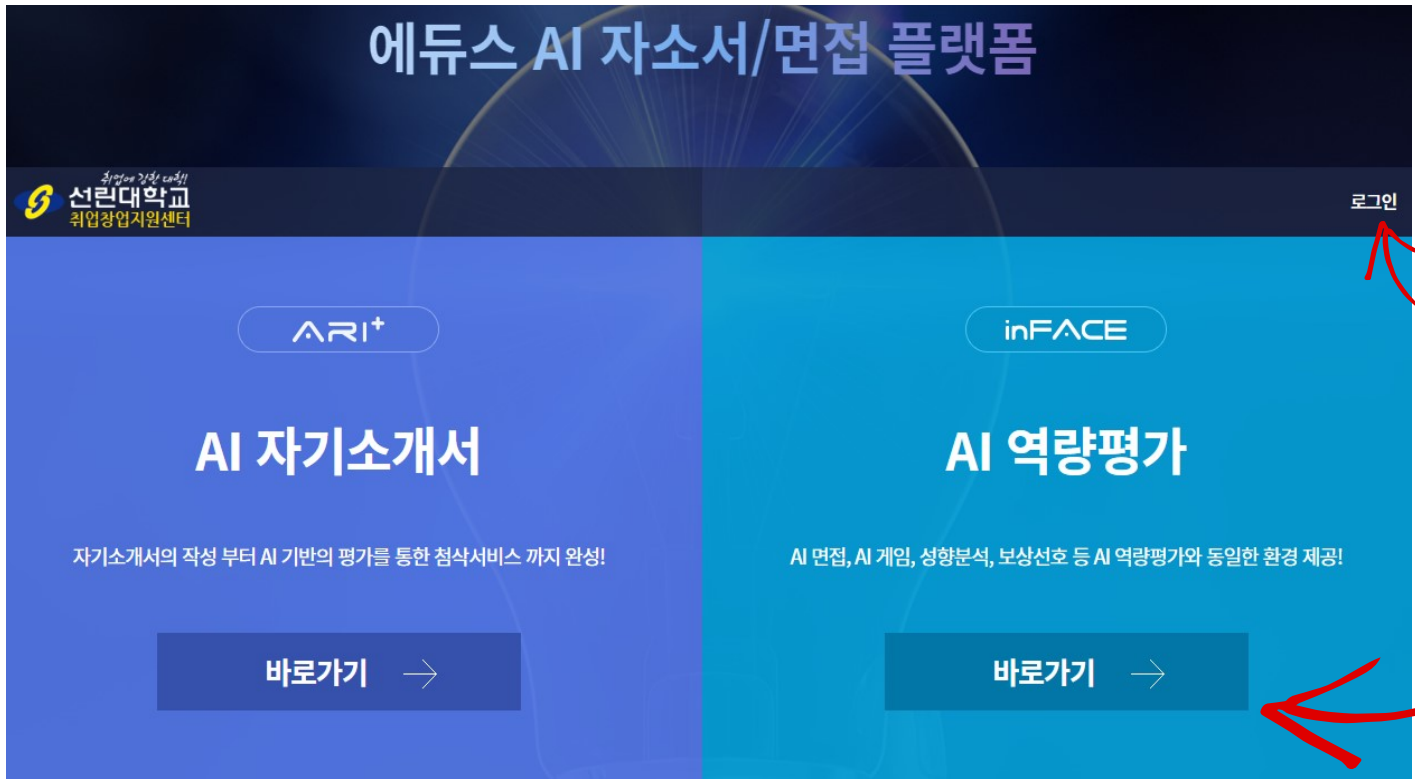 에듀스 AI 자소서/면접 플랫폼
취업에 강한 대학!
선린대학교
취업창업지원센터
로그인
ARI+
AI 자기소개서
자기소개서의 작성 부터 AI 기반의 평가를 통한 첨삭서비스 까지 완성!
바로가기
inFACE
AI 역량평가
AI 면접, AI 게임, 성향분석, 보상선호 등 AI 역량평가와 동일한 환경 제공!
바로가기